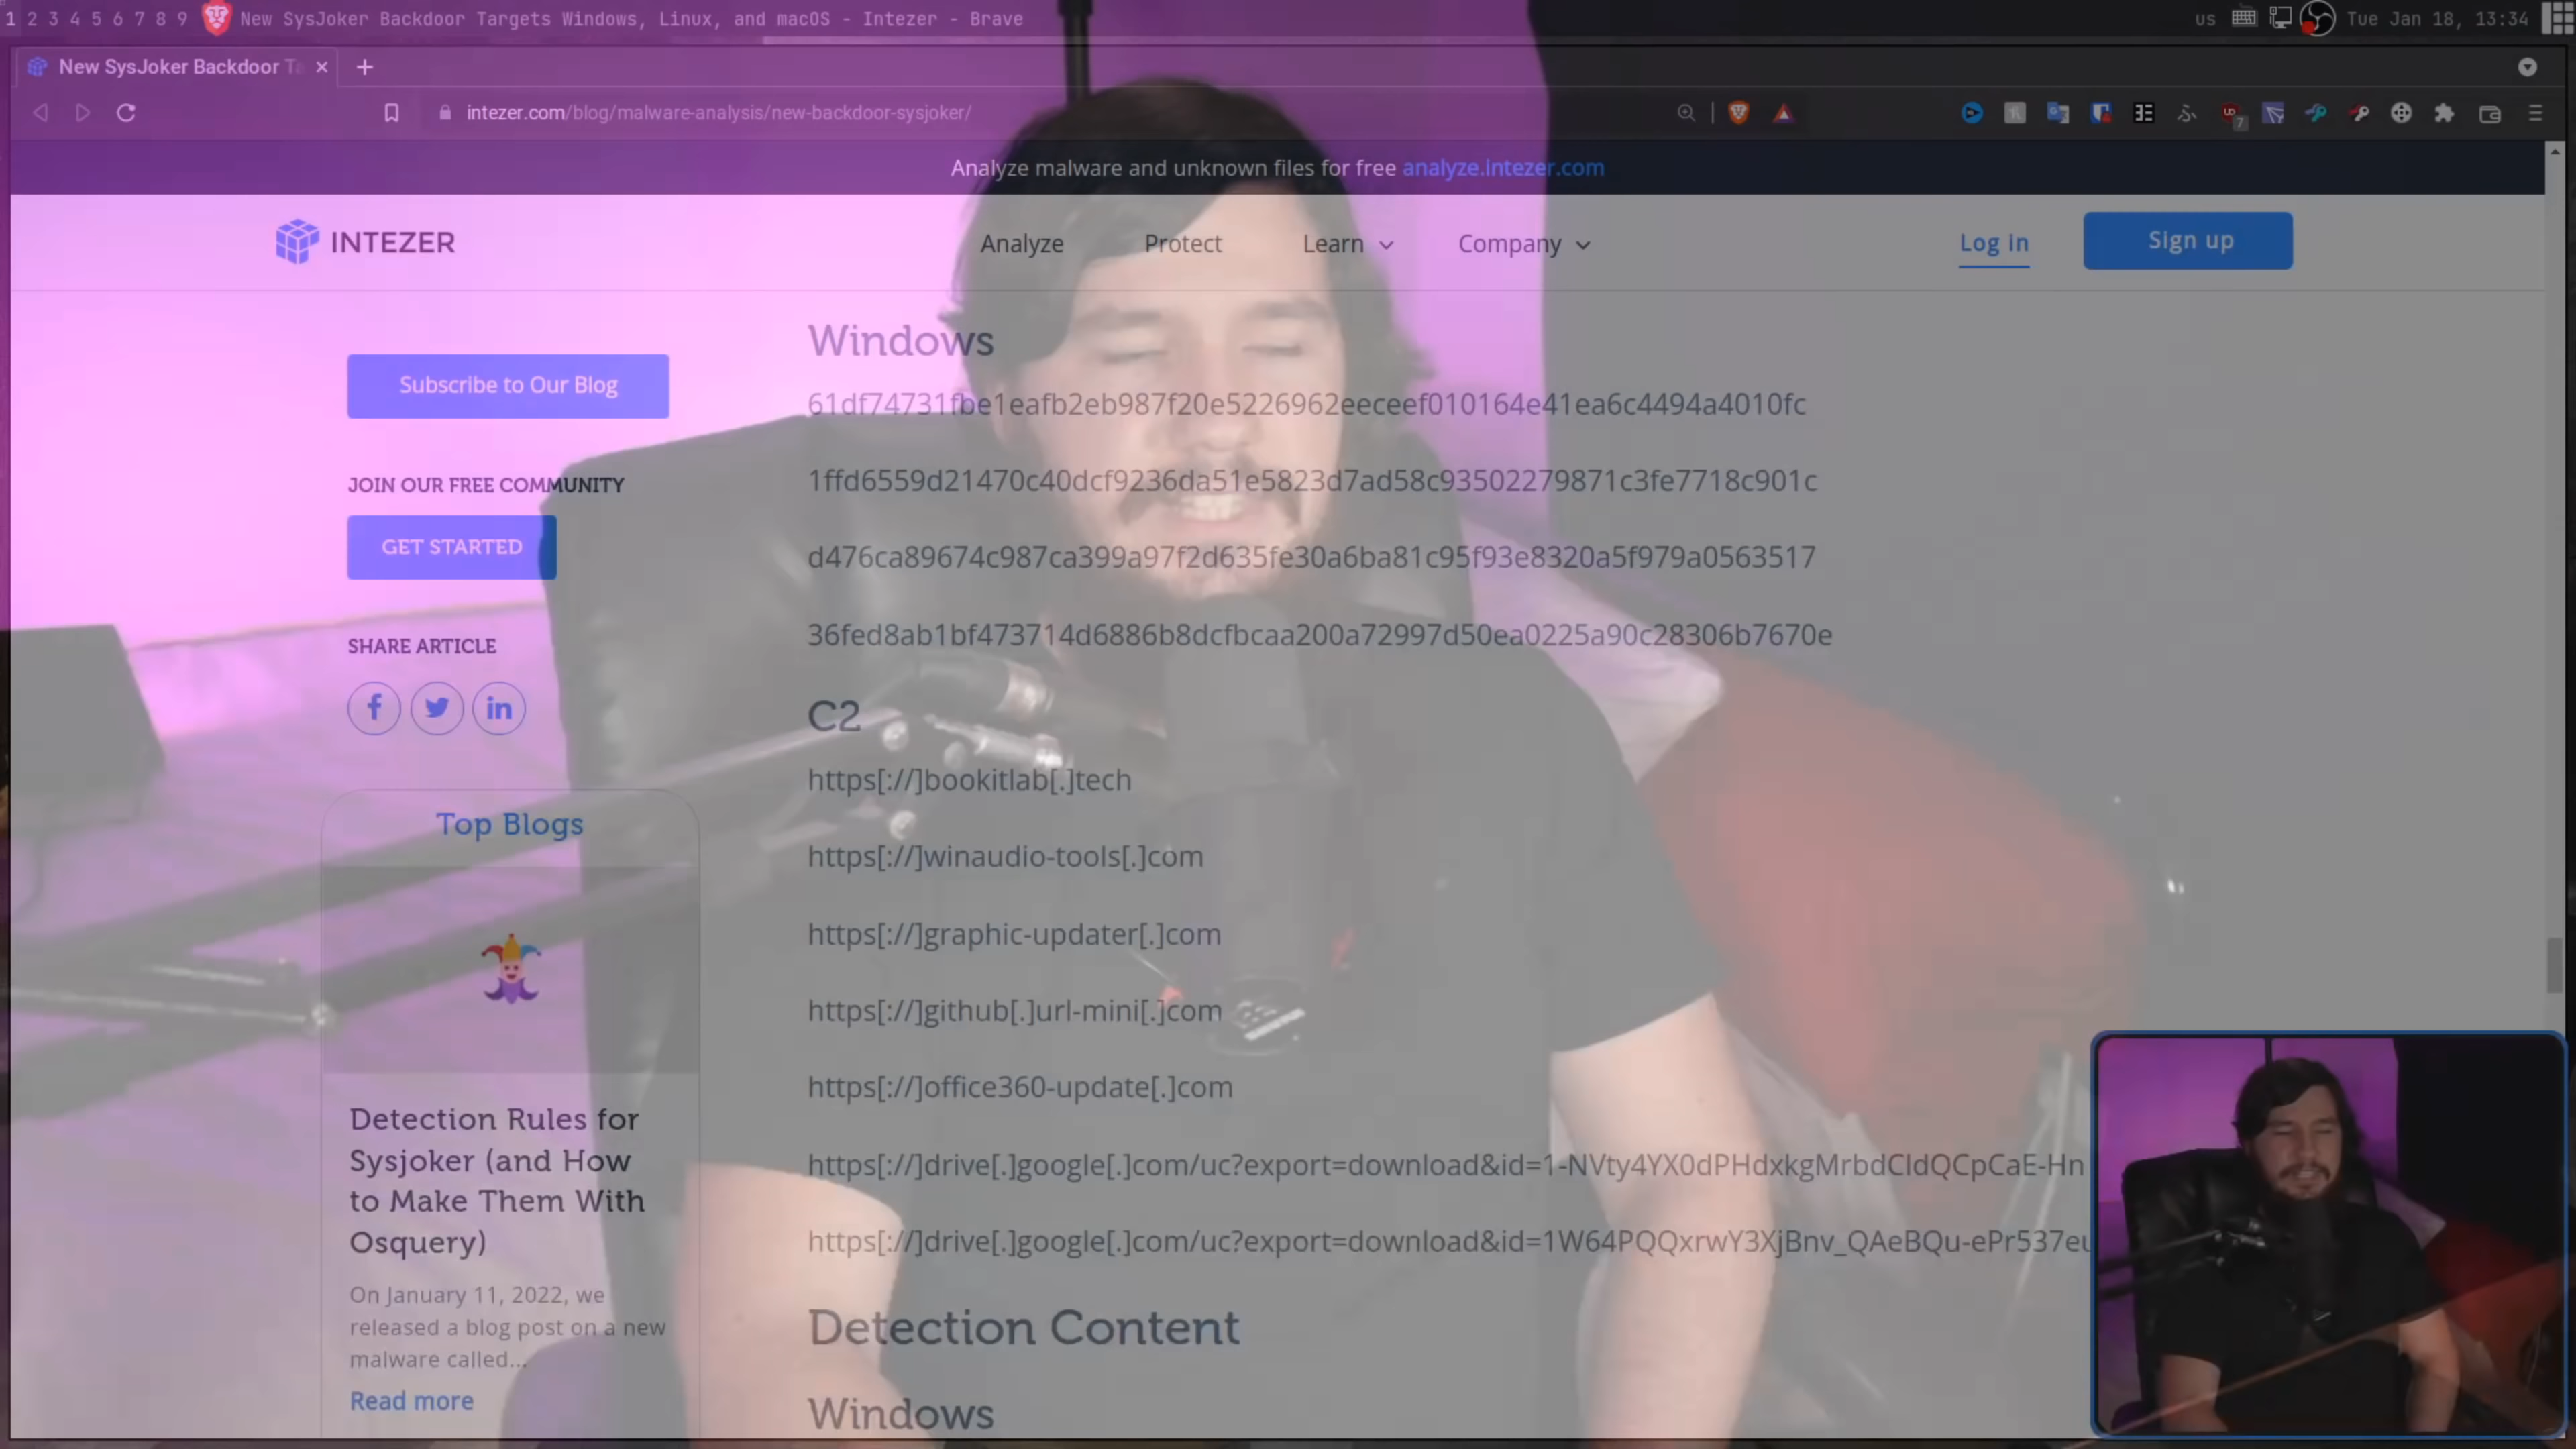 1 2 3 4 5 6 7 8 9 New SysJoker Backdoor Targets Windows, Linux, and macOS - Intezer - Brave
us Tue Jan 18, 13:34
New SysJoker Backdoor Ta
intezer.com/blog/malware-analysis/new-backdoor-sysjoker/
7
Analyze malware and unknown files for free analyze.intezer.com
INTEZER
Analyze Protect Learn Company
Log in
Sign up
Subscribe to Our Blog
JOIN OUR FREE COMMUNITY
GET STARTED
SHARE ARTICLE
Top Blogs
Detection Rules for
Sysjoker (and How
to Make Them With
Osquery)
On January 11, 2022, we
released a blog post on a new
malware called...
Read more
Windows
61df74731fbe1eafb2eb987f20e5226962eeceef010164e41ea6c4494a4010fc
1ffd6559d21470c40dcf9236da51e5823d7ad58c93502279871c3fe7718c901c
d476ca89674c987ca399a97f2d635fe30a6ba81c95f93e8320a5f979a0563517
36fed8ab1bf473714d6886b8dcfbcaa200a72997d50ea0225a90c28306b7670e
C2
https[://]bookitlab[.]tech
https[://]winaudio-tools[.]com
https[://]graphic-updater[.]com
https[://]github[.]url-mini[.]com
https[://]office360-update[.]com
https[://]drive[.]google[.]com/uc?export=download&id=1-NVty4YX0dPHdxkgMrbdCIdQCpCaE-Hn
https[://]drive[.]google[.]com/uc?export=download&id=1W64PQQxrwY3XjBnv_QAeBQu-ePr537eu
Detection Content
Windows